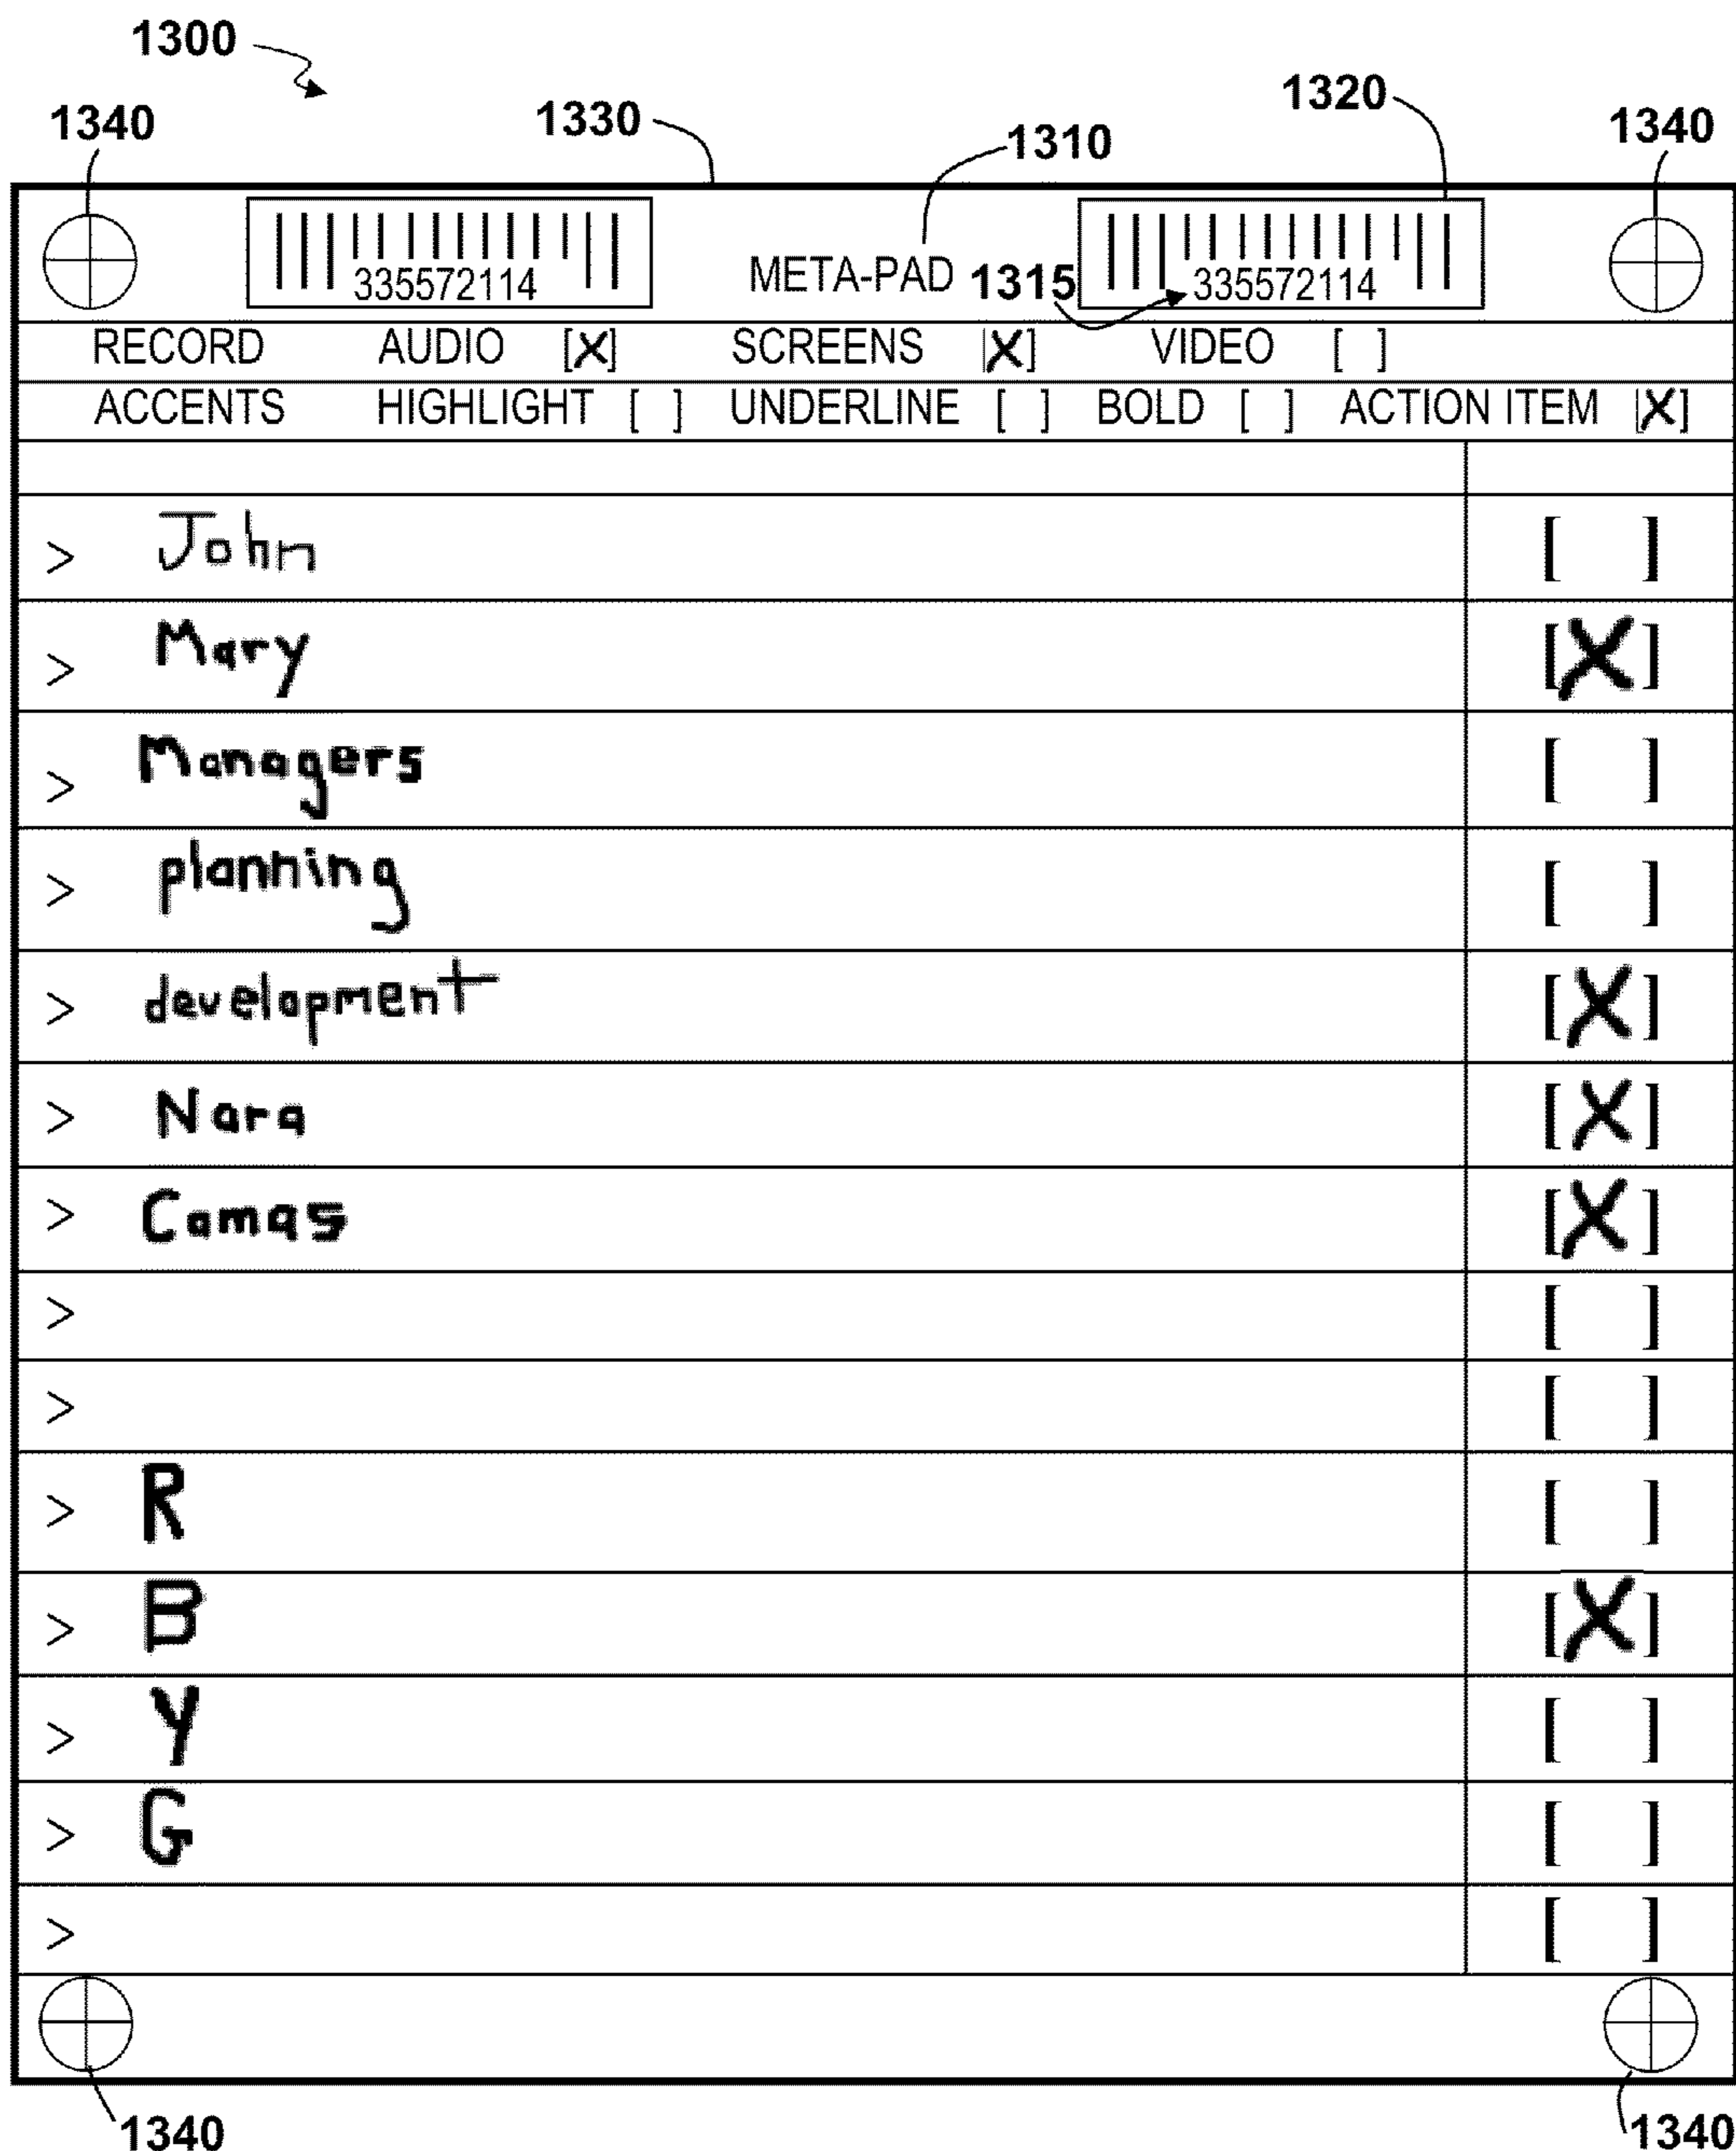 1300
1340 1330 1310 1320 1340
335572114 META-PAD 1315 335572114
RECORD AUDIO [X] SCREENS [X] VIDEO [ ]
ACCENTS HIGHLIGHT [ ] UNDERLINE [ ] BOLD [ ] ACTION ITEM [X]
> John [ ]
> Mary [X]
> Managers [ ]
> planning [ ]
> development [X]
> Nara [X]
> Camas [X]
> [ ]
> [ ]
> R [ ]
> B [X]
> Y [ ]
> G [ ]
> [ ]
1340 1340